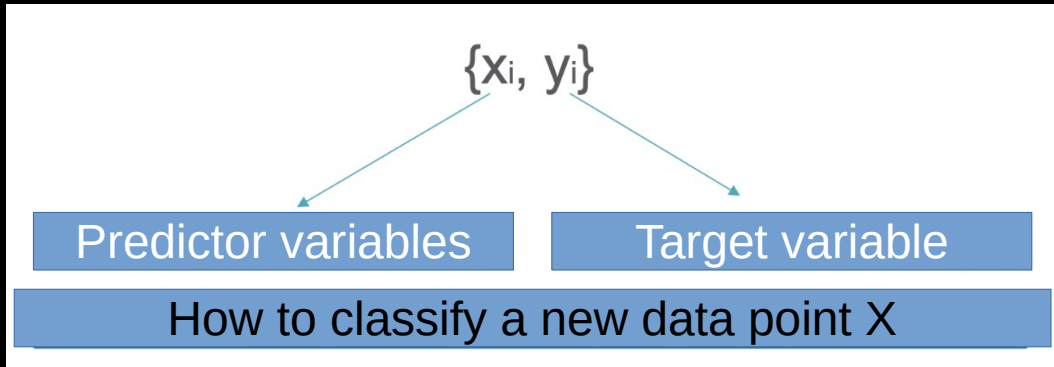 {xi, yi}
Predictor variables
Target variable
How to classify a new data point X